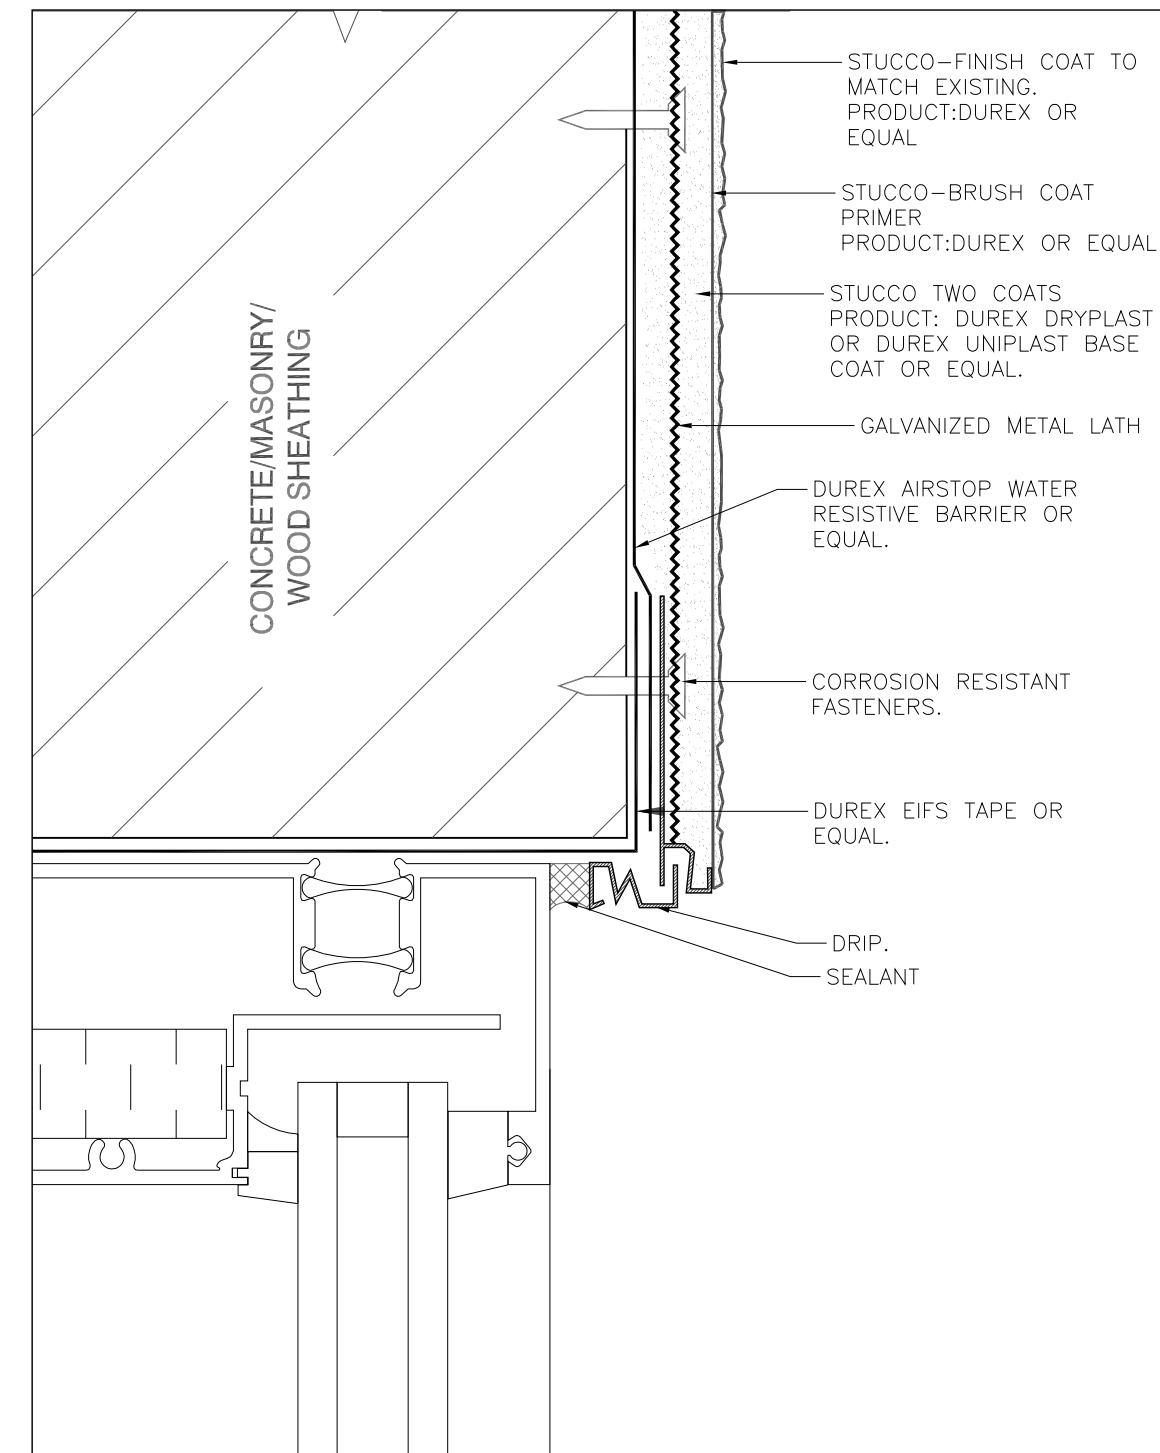 STUCCO-FINISH COAT TO
MATCH EXISTING.
PRODUCT:DUREX OR
EQUAL
STUCCO-BRUSH COAT
PRIMER
PRODUCT:DUREX OR EQUAL
STUCCO TWO COATS
PRODUCT: DUREX DRYPLAST
OR DUREX UNIPLAST BASE
COAT OR EQUAL.
GALVANIZED METAL LATH
DUREX AIRSTOP WATER
RESISTIVE BARRIER OR
EQUAL.
CORROSION RESISTANT
FASTENERS.
DUREX EIFS TAPE OR
EQUAL.
DRIP.
SEALANT
CONCRETE/MASONRY/
WOOD SHEATHING